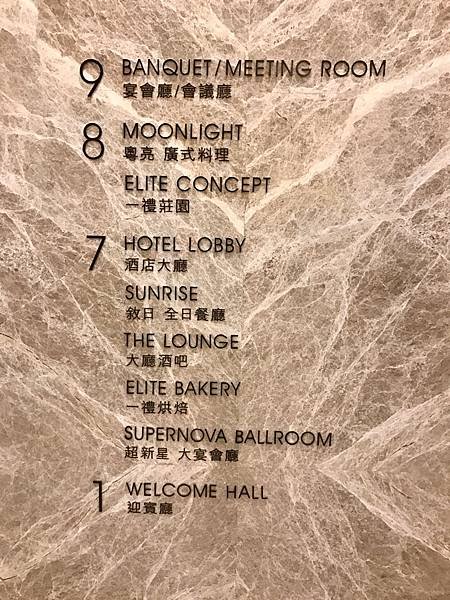 9 BANQUET/MEETING ROOM
宴會廳/會議廳
8 MOONLIGHT
粵亮 廣式料理
ELITE CONCEPT
一禮莊園
7 HOTEL LOBBY
酒店大廳
SUNRISE
敘日 全日餐廳
THE LOUNGE
大廳酒吧
ELITE BAKERY
一禮烘焙
SUPERNOVA BALLROOM
超新星 大宴會廳
1 WELCOME HALL
迎賓廳